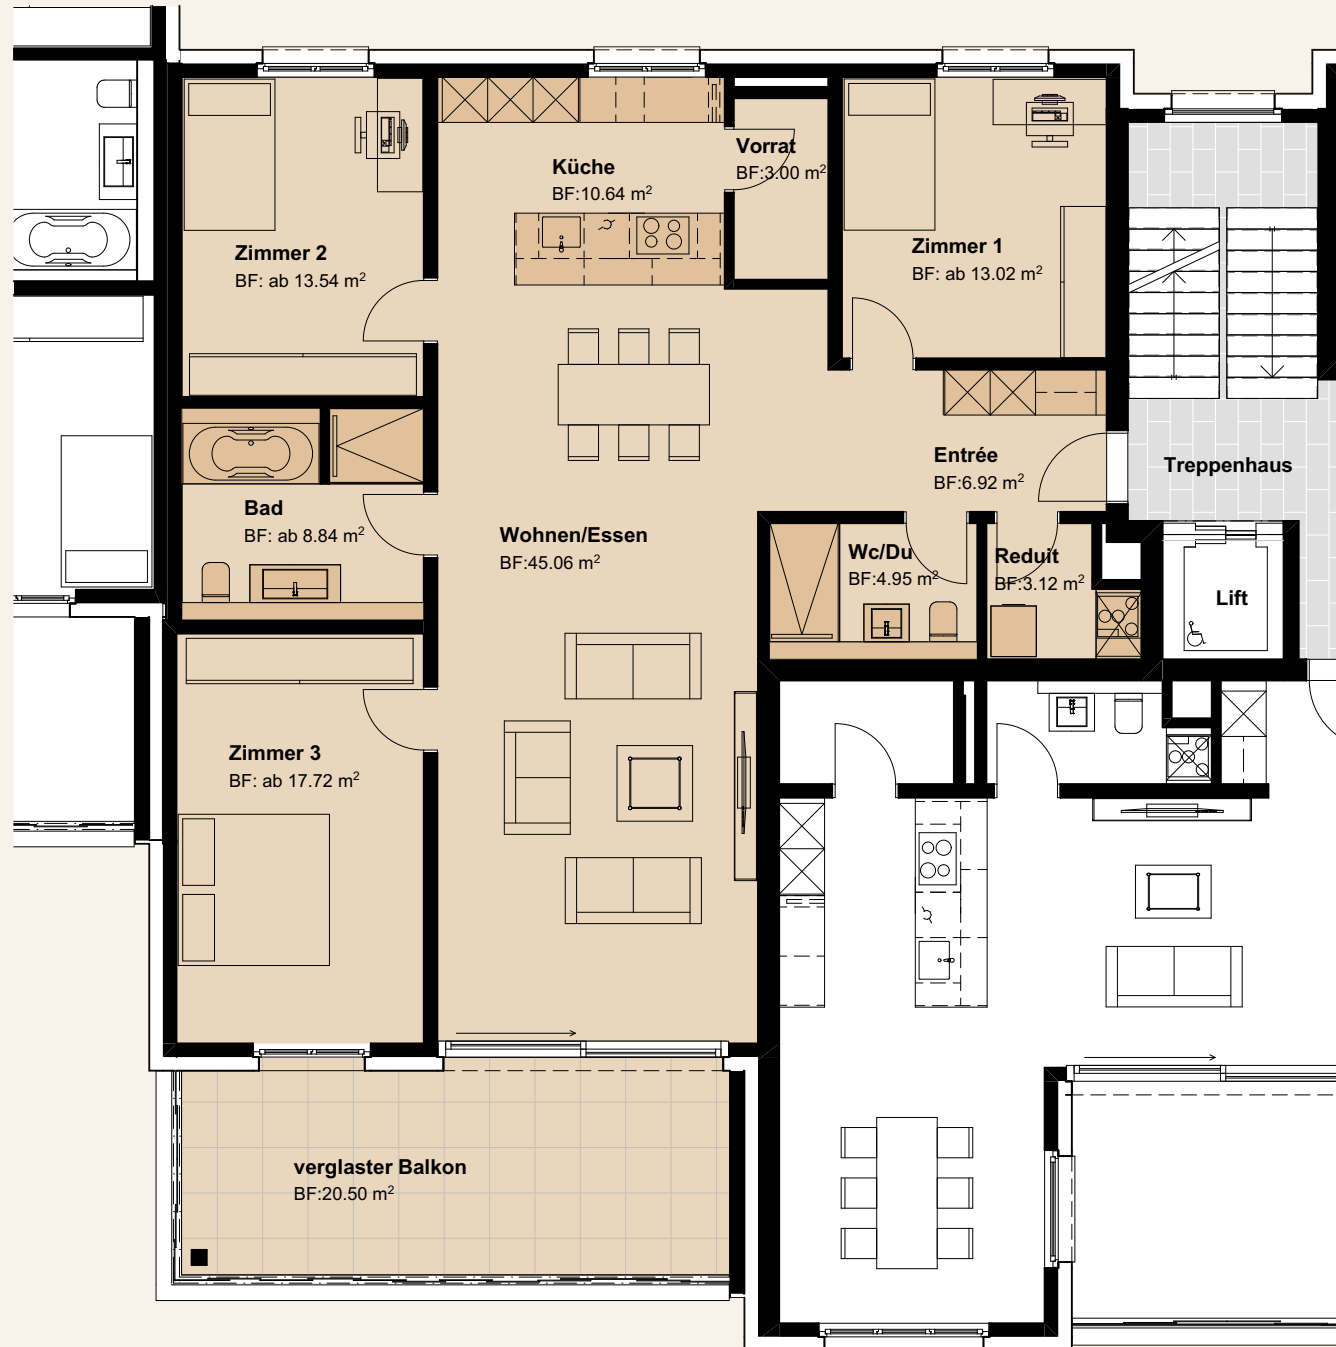 Vorrat
BF:3.00 m²
Küche
BF:10.64 m²
Zimmer 2
BF: ab 13.54 m²
Zimmer 1
BF: ab 13.02 m²
Entrée
BF:6.92 m²
Treppenhaus
Bad
BF: ab 8.84 m²
Wohnen/Essen
BF:45.06 m²
Wc/Du
BF:4.95 m²
Reduit
BF:3.12 m²
Lift
Zimmer 3
BF: ab 17.72 m²
verglaster Balkon
BF:20.50 m²